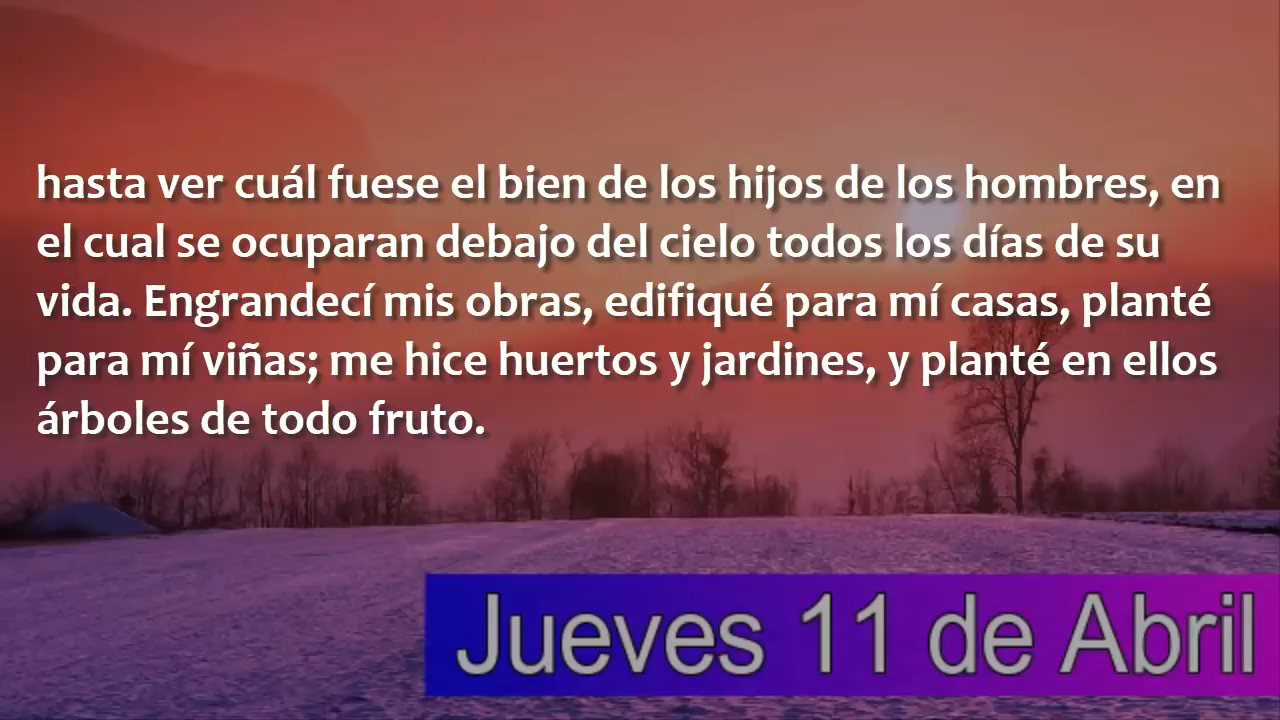 hasta ver cuál fuese el bien de los hijos de los hombres, en
el cual se ocuparan debajo del cielo todos los días de su
vida. Engrandecí mis obras, edifiqué para mí casas, planté
para mí viñas; me hice huertos y jardines, y planté en ellos
árboles de todo fruto.
Jueves 11 de Abril